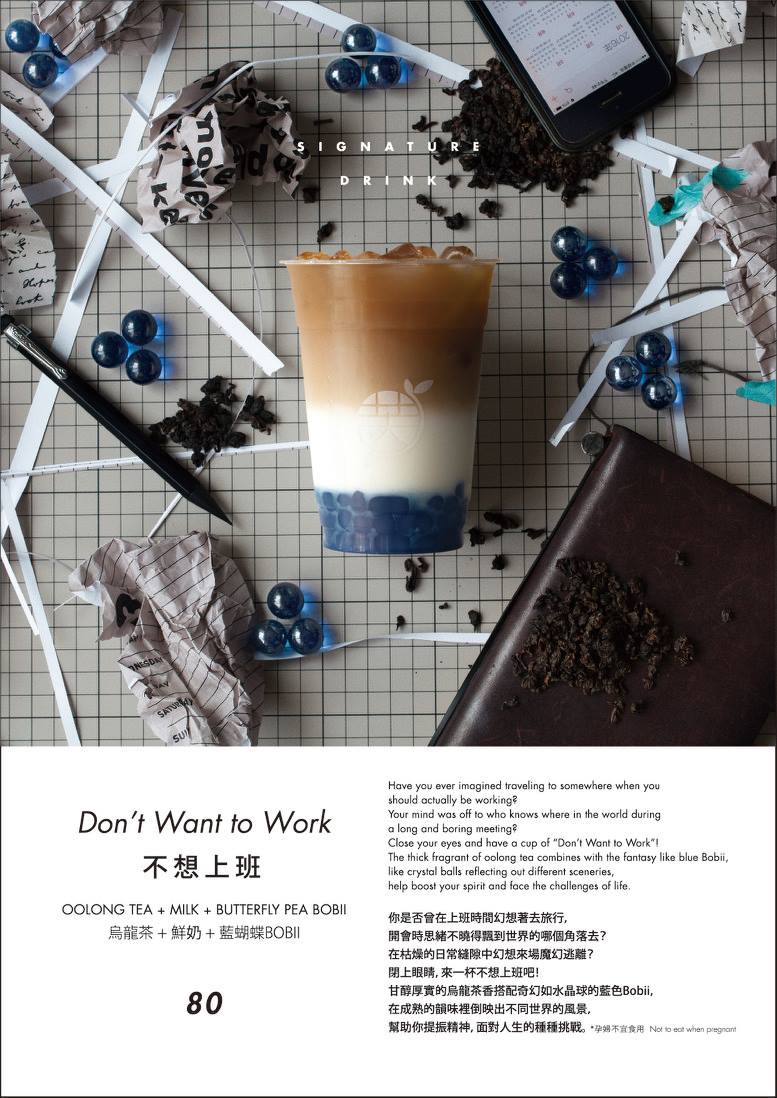 2016年
move
SIGNATURE
DRINK
book
NESDAY
DAY
SATUR
SU
Don't Want to Work
不想上班
OOLONG TEA + MILK + BUTTERFLY PEA BOBII
烏龍茶 + 鮮奶 + 藍蝴蝶BOBII
80
Have you ever imagined traveling to somewhere when you
should actually be working?
Your mind was off to who knows where in the world during
a long and boring meeting?
Close your eyes and have a cup of "Don't Want to Work"!
The thick fragrant of oolong tea combines with the fantasy like blue Bobii,
like crystal balls reflecting out different sceneries,
help boost your spirit and face the challenges of life.
你是否曾在上班時間幻想著去旅行,
開會時思緒不曉得飄到世界的哪個角落去?
在枯燥的日常縫隙中幻想來場魔幻逃離?
閉上眼睛, 來一杯不想上班吧!
甘醇厚實的烏龍茶香搭配奇幻如水晶球的藍色Bobii,
在成熟的韻味裡倒映出不同世界的風景,
幫助你提振精神, 面對人生的種種挑戰。 *孕婦不宜食用 Not to eat when pregnant